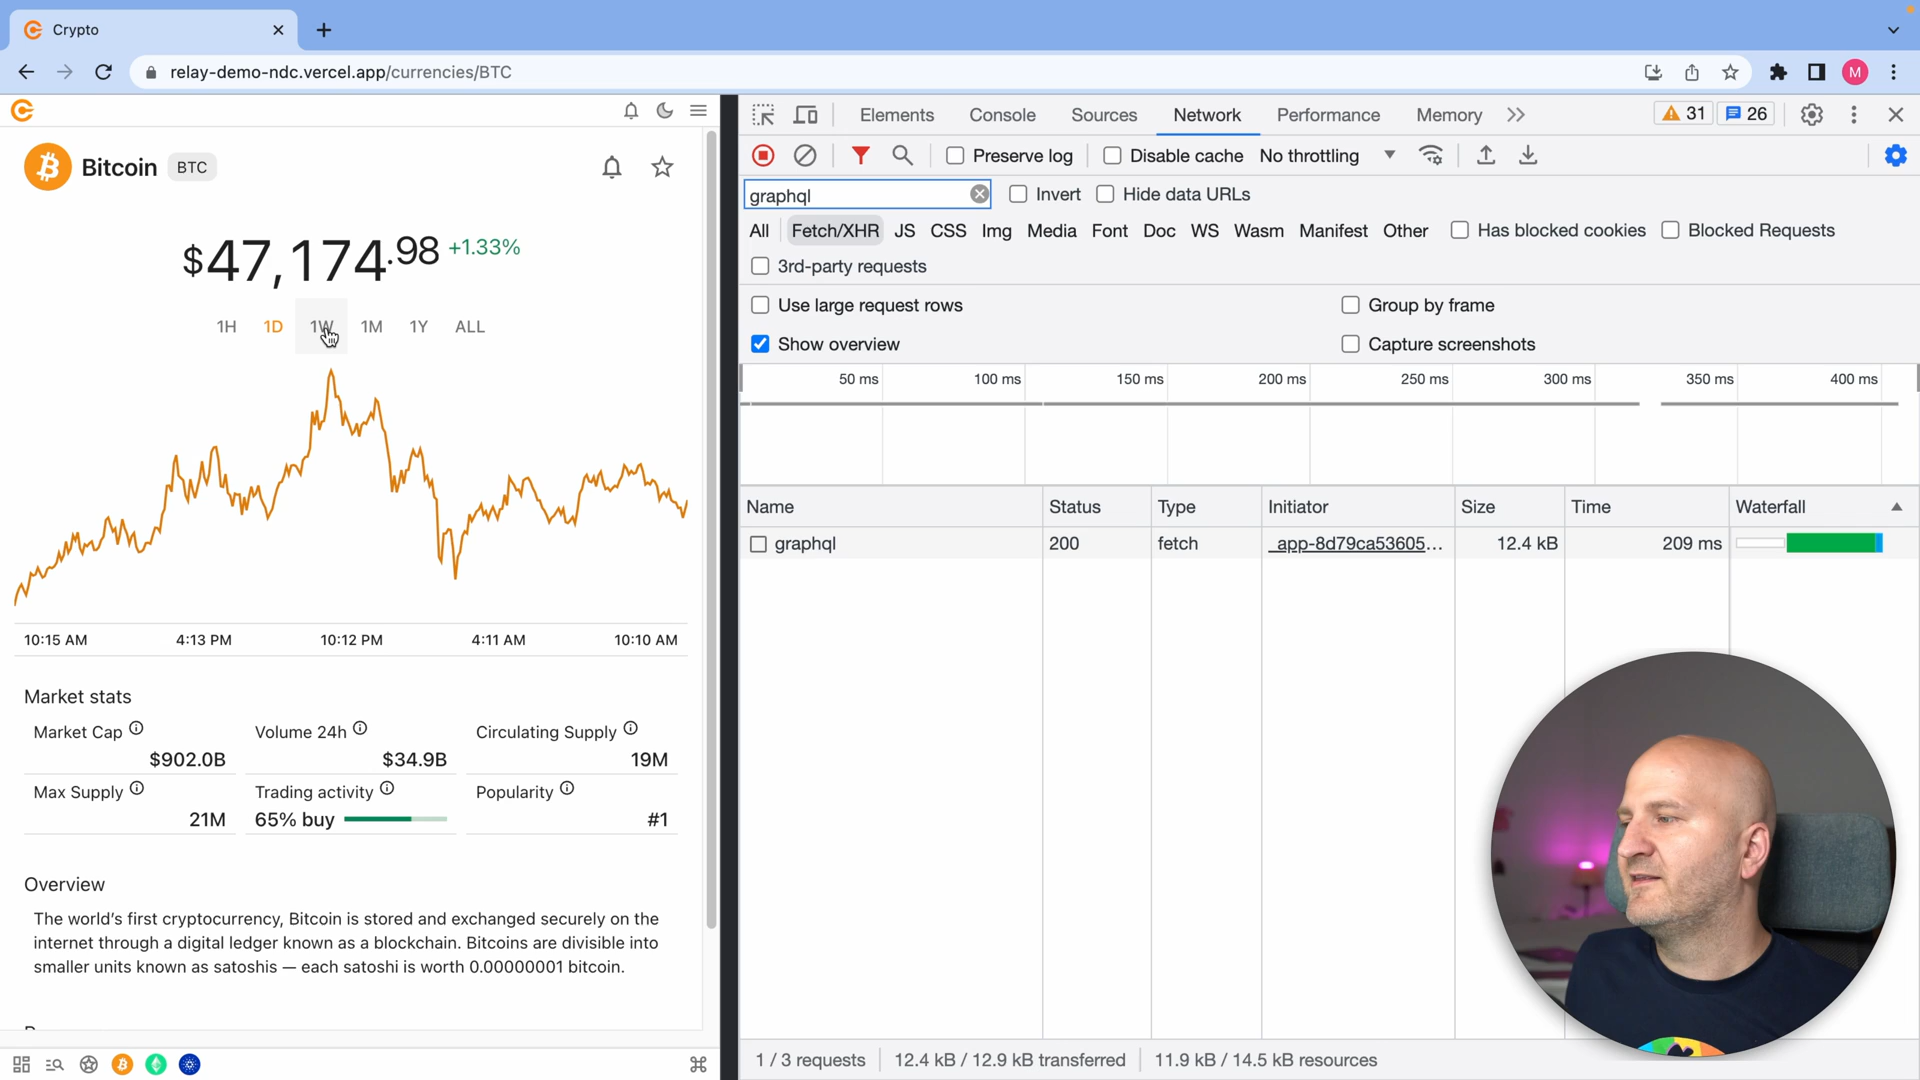 Crypto
relay-demo-ndc.vercel.app/currencies/BTC
M
Bitcoin BTC
$47,174.98 +1.33%
1H 1D 1W 1M 1Y ALL
10:15 AM 4:13 PM 10:12 PM 4:11 AM 10:10 AM
Market stats
Market Cap Volume 24h Circulating Supply
$902.0B $34.9B 19M
Max Supply Trading activity Popularity
21M 65% buy #1
Overview
The world's first cryptocurrency, Bitcoin is stored and exchanged securely on the
internet through a digital ledger known as a blockchain. Bitcoins are divisible into
smaller units known as satoshis — each satoshi is worth 0.00000001 bitcoin.
Elements Console Sources Network Performance Memory 31 26
Preserve log Disable cache No throttling
graphql Invert Hide data URLs
All Fetch/XHR JS CSS Img Media Font Doc WS Wasm Manifest Other Has blocked cookies Blocked Requests
3rd-party requests
Use large request rows Group by frame
Show overview Capture screenshots
50 ms 100 ms 150 ms 200 ms 250 ms 300 ms 350 ms 400 ms
Name Status Type Initiator Size Time Waterfall
graphql 200 fetch _app-8d79ca53605... 12.4 kB 209 ms
1 / 3 requests 12.4 kB / 12.9 kB transferred 11.9 kB / 14.5 kB resources